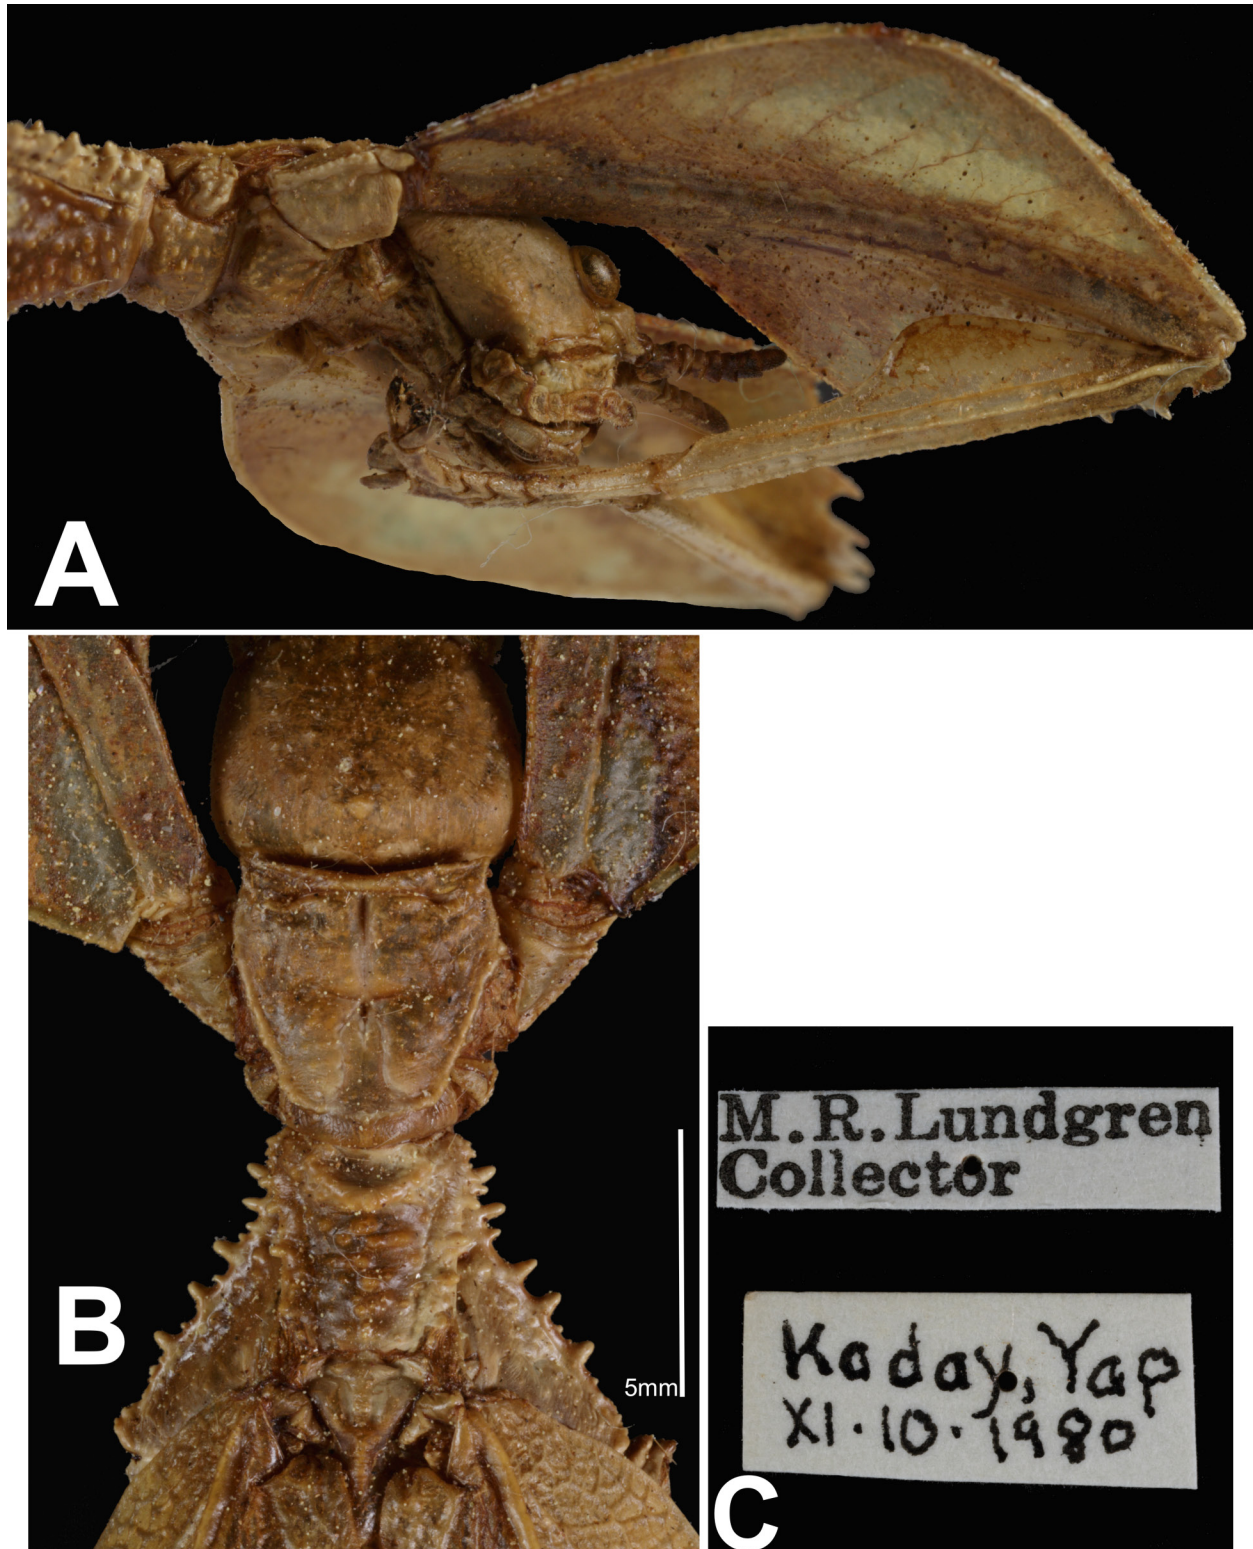 A
B
5mm
M.R.Lundgren
Collector
Kaday, Yap
XI·10·1980
C